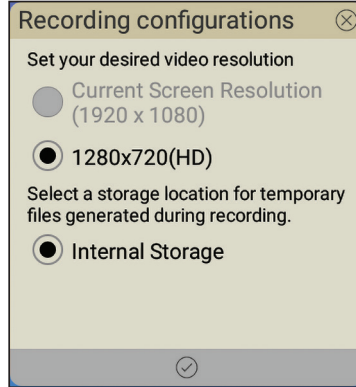 Recording configurations
Set your desired video resolution
Current Screen Resolution
(1920 x 1080)
1280x720(HD)
Select a storage location for temporary
files generated during recording.
Internal Storage